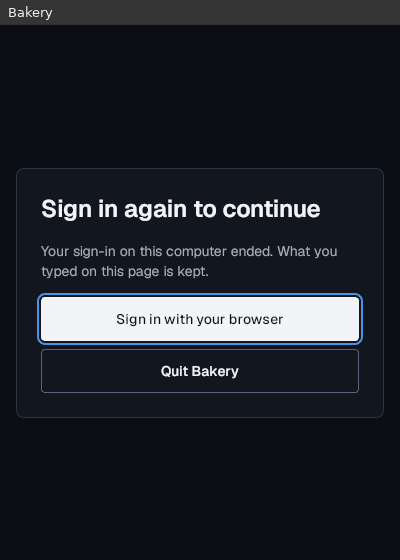 Bakery
Sign in again to continue
Your sign-in on this computer ended. What you
typed on this page is kept.
Sign in with your browser
Quit Bakery